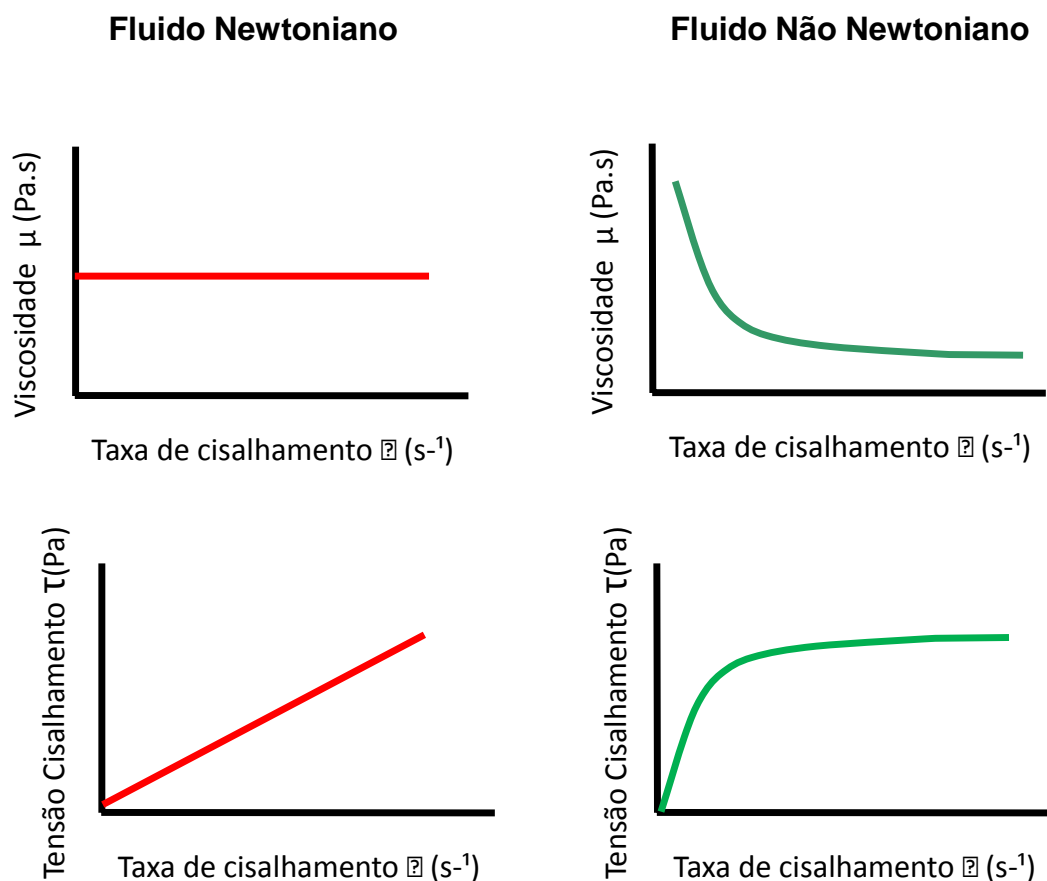 Fluido Newtoniano
Fluido Não Newtoniano
Viscosidade μ (Pa.s)
Taxa de cisalhamento ⍰ (s-¹)
Viscosidade μ (Pa.s)
Taxa de cisalhamento ⍰ (s-¹)
Tensão Cisalhamento τ(Pa)
Taxa de cisalhamento ⍰ (s-¹)
Tensão Cisalhamento τ(Pa)
Taxa de cisalhamento ⍰ (s-¹)